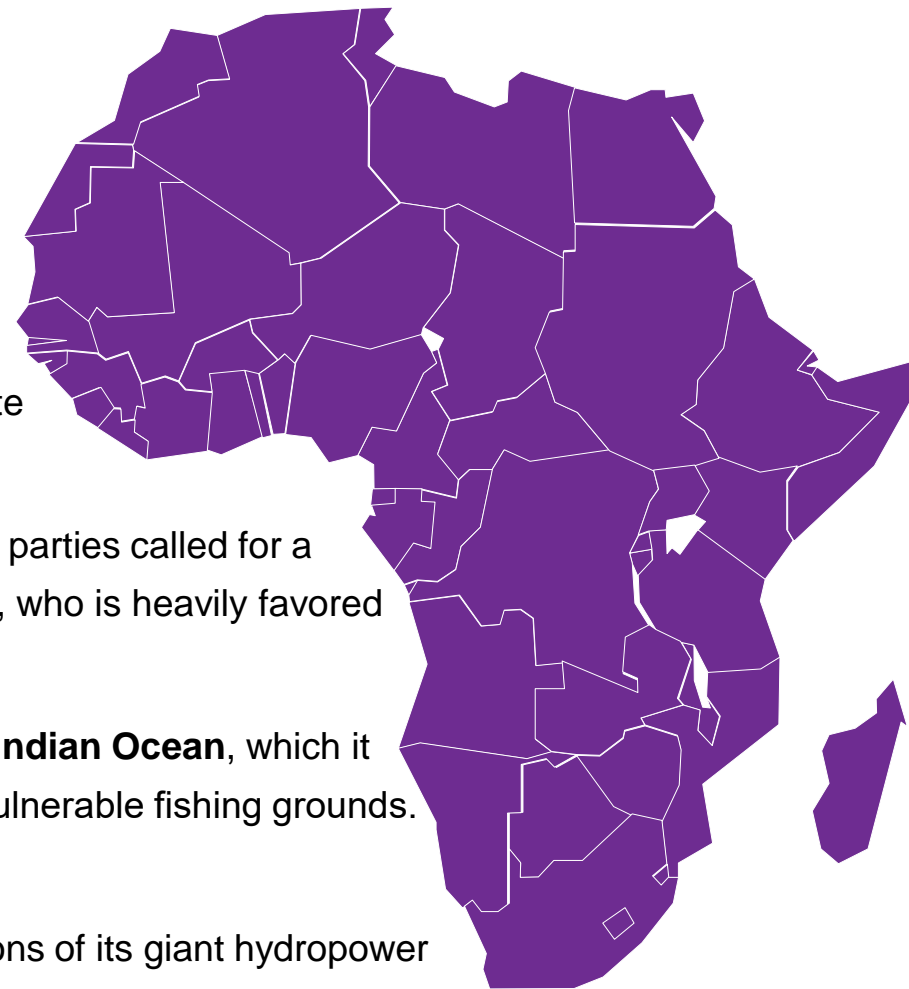 parties called for a
, who is heavily favored
ndian Ocean, which it
ulnerable fishing grounds.
ons of its giant hydropower